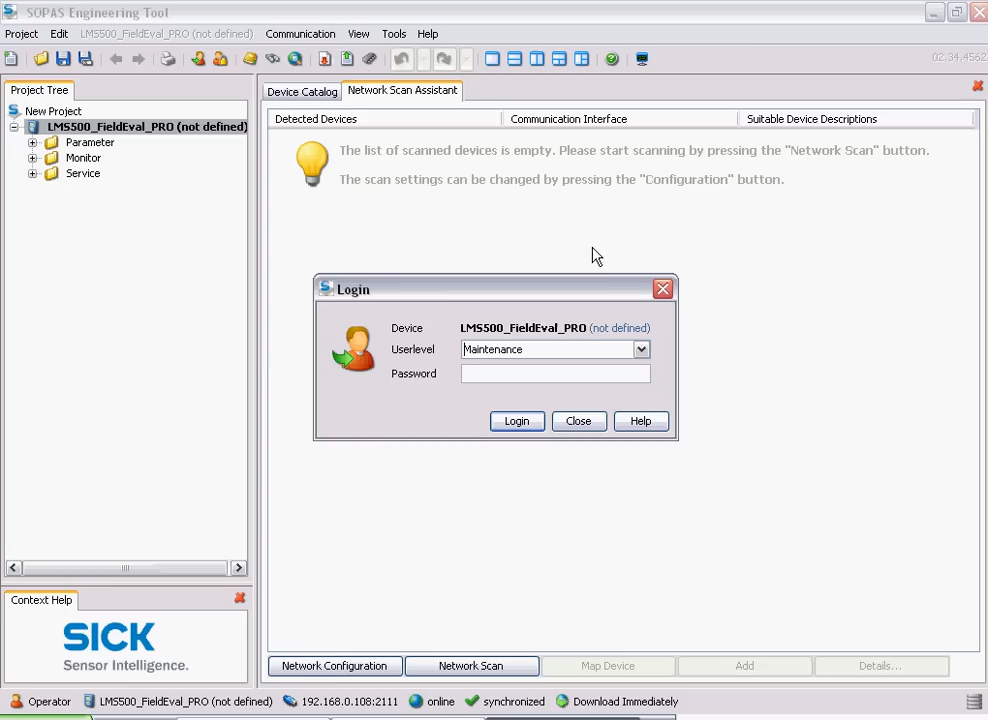 SOPAS Engineering Tool
Project Edit LMS500_FieldEval_PRO (not defined) Communication View Tools Help
02.34.4562
Project Tree
New Project
LMS500_FieldEval_PRO (not defined)
Parameter
Monitor
Service
Device Catalog Network Scan Assistant
Detected Devices Communication Interface Suitable Device Descriptions
The list of scanned devices is empty. Please start scanning by pressing the "Network Scan" button.
The scan settings can be changed by pressing the "Configuration" button.
Login
Device LMS500_FieldEval_PRO (not defined)
Userlevel Maintenance
Password
Login Close Help
Context Help
SICK
Sensor Intelligence.
Network Configuration Network Scan Map Device Add Details...
Operator LMS500_FieldEval_PRO (not defined) 192.168.0.108:2111 online synchronized Download Immediately